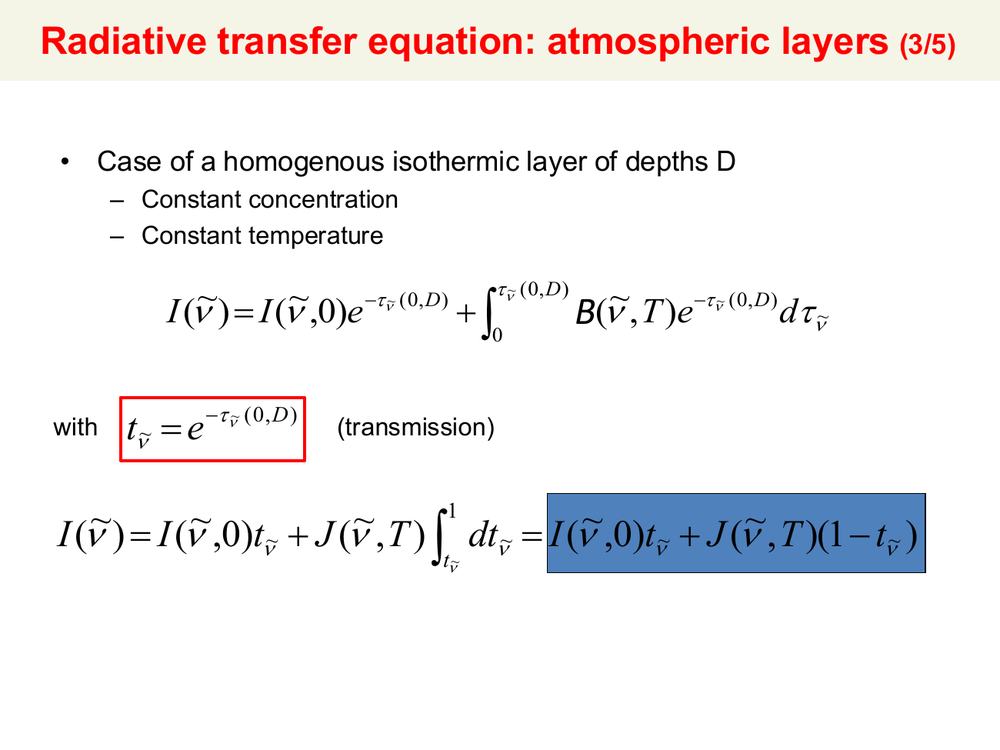 Radiative transfer equation: atmospheric layers (3/5)
• Case of a homogenous isothermic layer of depths D
– Constant concentration
– Constant temperature
I(ν̃) = I(ν̃,0)e^{−τ_ν̃(0,D)} + ∫_0^{τ_ν̃(0,D)} B(ν̃,T)e^{−τ_ν̃(0,D)} dτ_ν̃
with t_ν̃ = e^{−τ_ν̃(0,D)} (transmission)
I(ν̃) = I(ν̃,0)t_ν̃ + J(ν̃,T) ∫_{t_ν̃}^1 dt_ν̃ = I(ν̃,0)t_ν̃ + J(ν̃,T)(1 − t_ν̃)